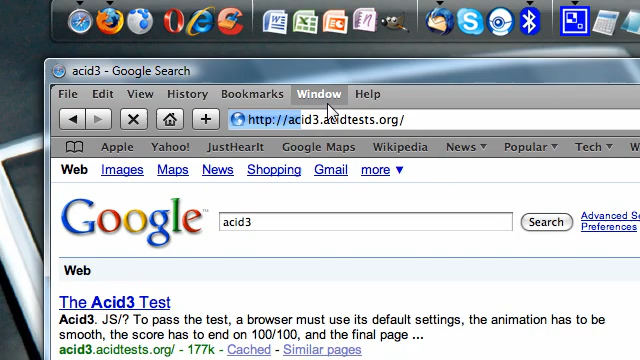 acid3 - Google Search
File Edit View History Bookmarks Window Help
http://acid3.acidtests.org/
Apple Yahoo! JustHearIt Google Maps Wikipedia News Popular Tech W
Web Images Maps News Shopping Gmail more
Google™ acid3 Search Advanced Se
Preferences
Web
The Acid3 Test
Acid3. JS/? To pass the test, a browser must use its default settings, the animation has to be
smooth, the score has to end on 100/100, and the final page ...
acid3.acidtests.org/ - 177k - Cached - Similar pages